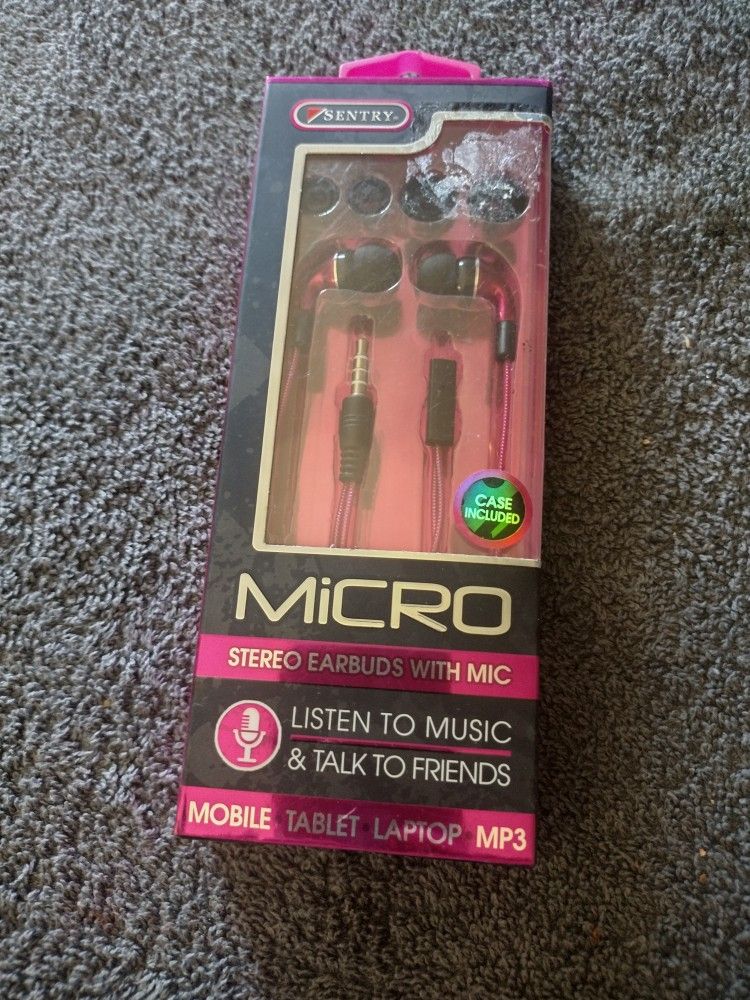 SENTRY
CASE
INCLUDED
MiCRO
STEREO EARBUDS WITH MIC
LISTEN TO MUSIC
& TALK TO FRIENDS
MOBILE • TABLET • LAPTOP • MP3